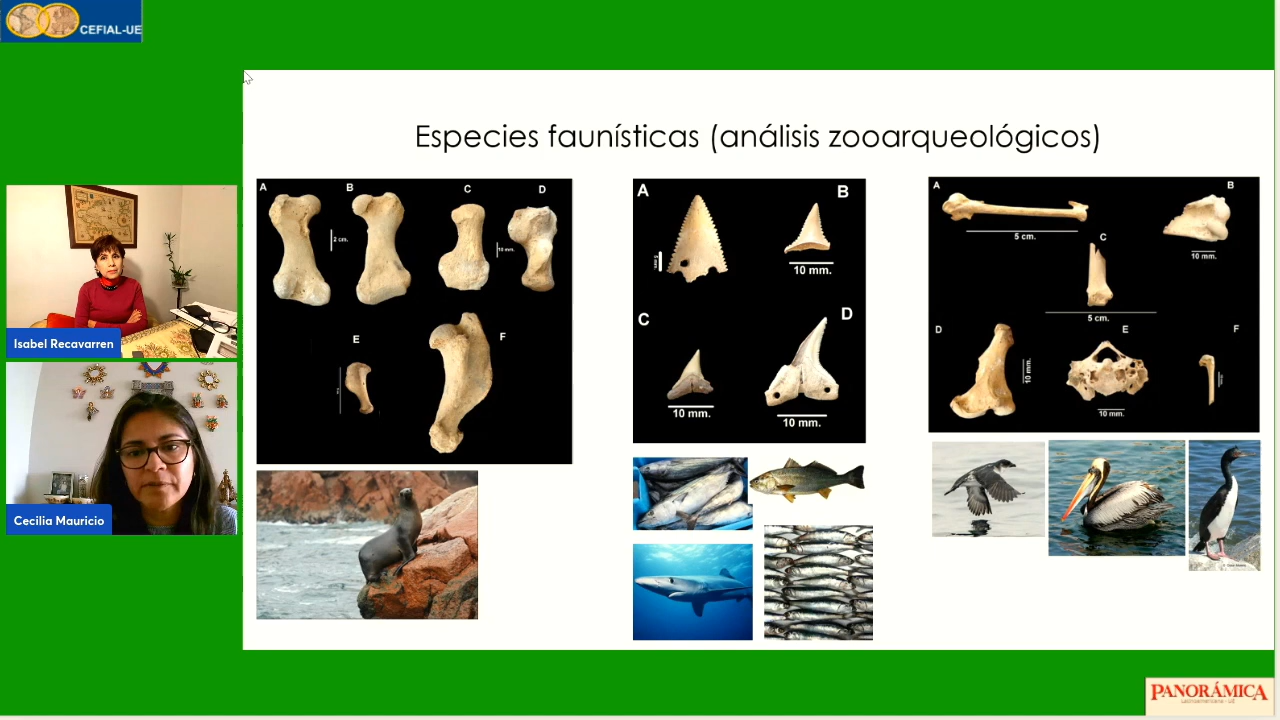 CEFIAL-UE
Especies faunísticas (análisis zooarqueológicos)
A
B
C
D
2 cm.
10 mm.
E
F
A
B
5 mm.
10 mm.
C
D
10 mm.
10 mm.
A
B
5 cm.
10 mm.
C
5 cm.
D
E
F
10 mm.
10 mm.
Isabel Recavarren
Cecilia Mauricio
PANORÁMICA
Latinoamericana - UE